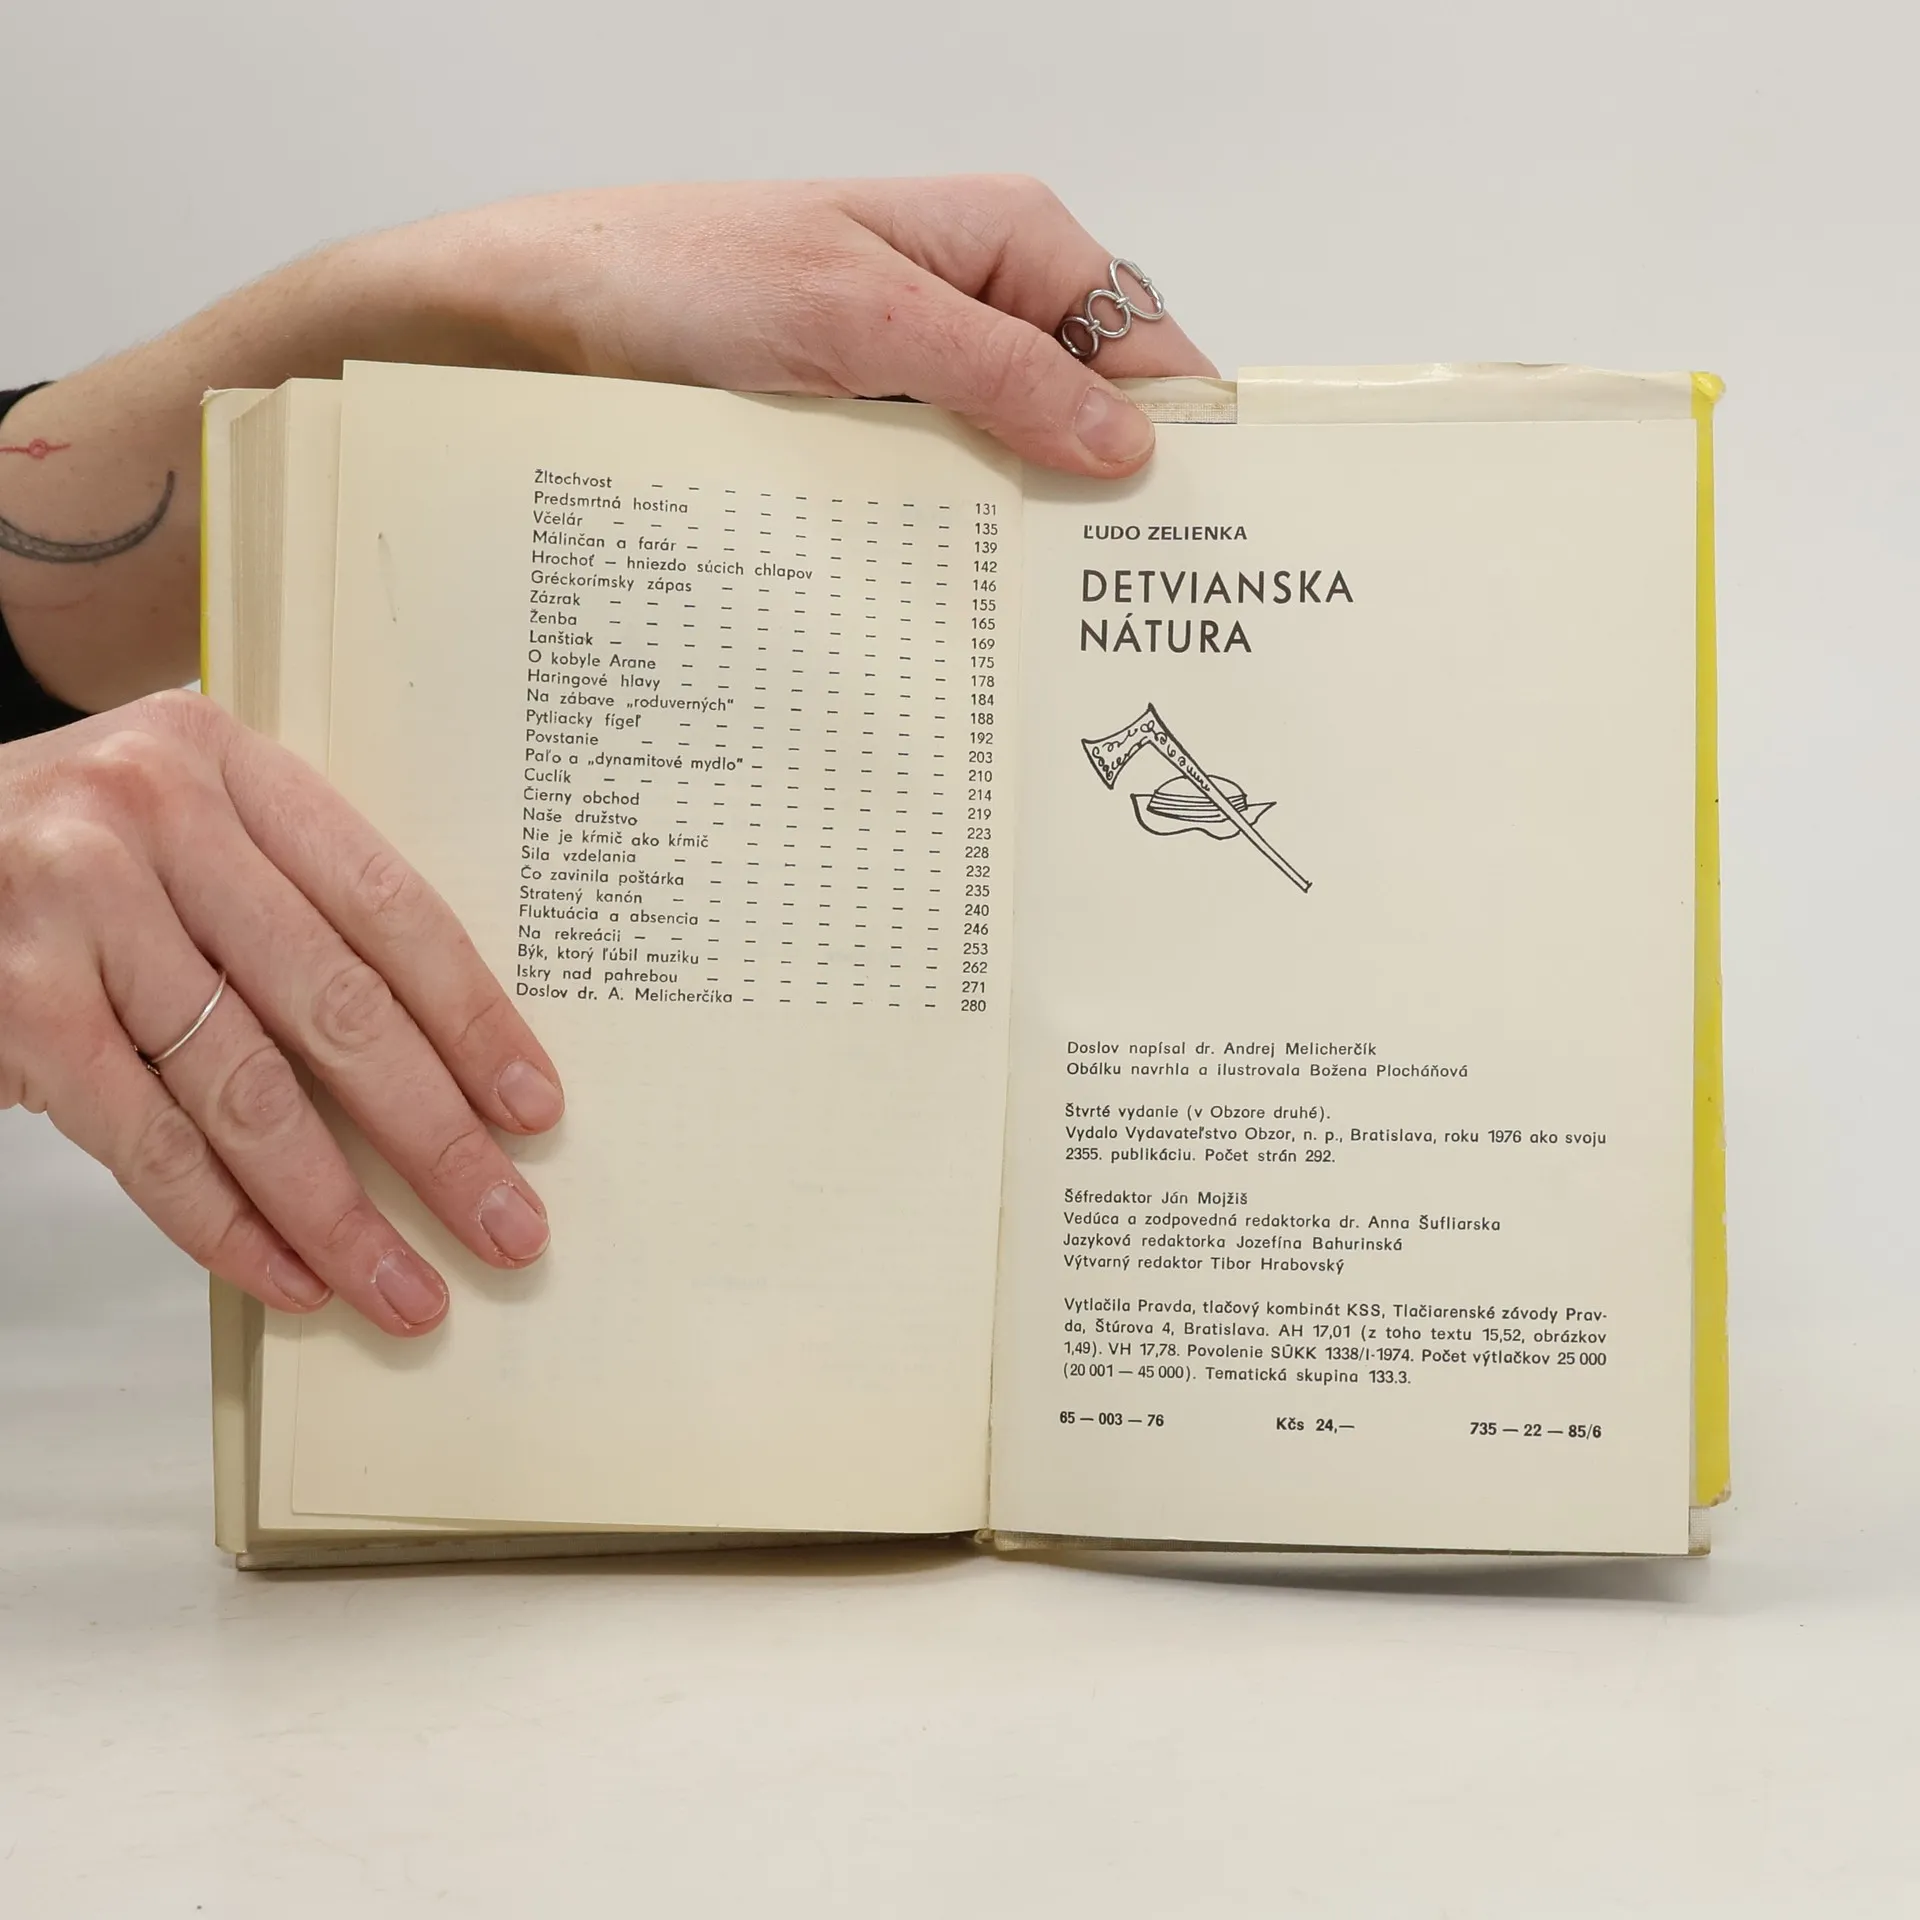 Žltochvost — — — — — — — — — 131
Predsmrtná hostina — — — — — — — 135
Včelár — — — — — — — — — — 139
Málinčan a farár — — — — — — — — 142
Hrochoť — hniezdo súcich chlapov — — — — 146
Gréckorímsky zápas — — — — — — — 155
Zázrak — — — — — — — — — — 165
Ženba — — — — — — — — — — 169
Lanštiak — — — — — — — — — — 175
O kobyle Arane — — — — — — — — 178
Haringové hlavy — — — — — — — — 184
Na zábave „roduverných“ — — — — — — 188
Pytliacky fígeľ — — — — — — — — 192
Povstanie — — — — — — — — — 203
Paľo a „dynamitové mydlo“ — — — — — — 210
Cuclík — — — — — — — — — — 214
Čierny obchod — — — — — — — — 219
Naše družstvo — — — — — — — — 223
Nie je kŕmič ako kŕmič — — — — — — 228
Sila vzdelania — — — — — — — — 232
Čo zavinila poštárka — — — — — — — 235
Stratený kanón — — — — — — — — 240
Fluktuácia a absencia — — — — — — — 246
Na rekreácii — — — — — — — — — 253
Býk, ktorý ľúbil muziku — — — — — — — 262
Iskry nad pahrebou — — — — — — — 271
Doslov dr. A. Melicherčíka — — — — — — 280
ĽUDO ZELIENKA
DETVIANSKA
NÁTURA
Doslov napísal dr. Andrej Melicherčík
Obálku navrhla a ilustrovala Božena Plocháňová
Štvrté vydanie (v Obzore druhé).
Vydalo Vydavateľstvo Obzor, n. p., Bratislava, roku 1976 ako svoju
2355. publikáciu. Počet strán 292.
Šéfredaktor Ján Mojžiš
Vedúca a zodpovedná redaktorka dr. Anna Šufliarska
Jazyková redaktorka Jozefína Bahurinská
Výtvarný redaktor Tibor Hrabovský
Vytlačila Pravda, tlačový kombinát KSS, Tlačiarenské závody Prav-
da, Štúrova 4, Bratislava. AH 17,01 (z toho textu 15,52, obrázkov
1,49). VH 17,78. Povolenie SÚKK 1338/I-1974. Počet výtlačkov 25 000
(20 001 — 45 000). Tematická skupina 133.3.
65 — 003 — 76 Kčs 24,— 735 — 22 — 85/6